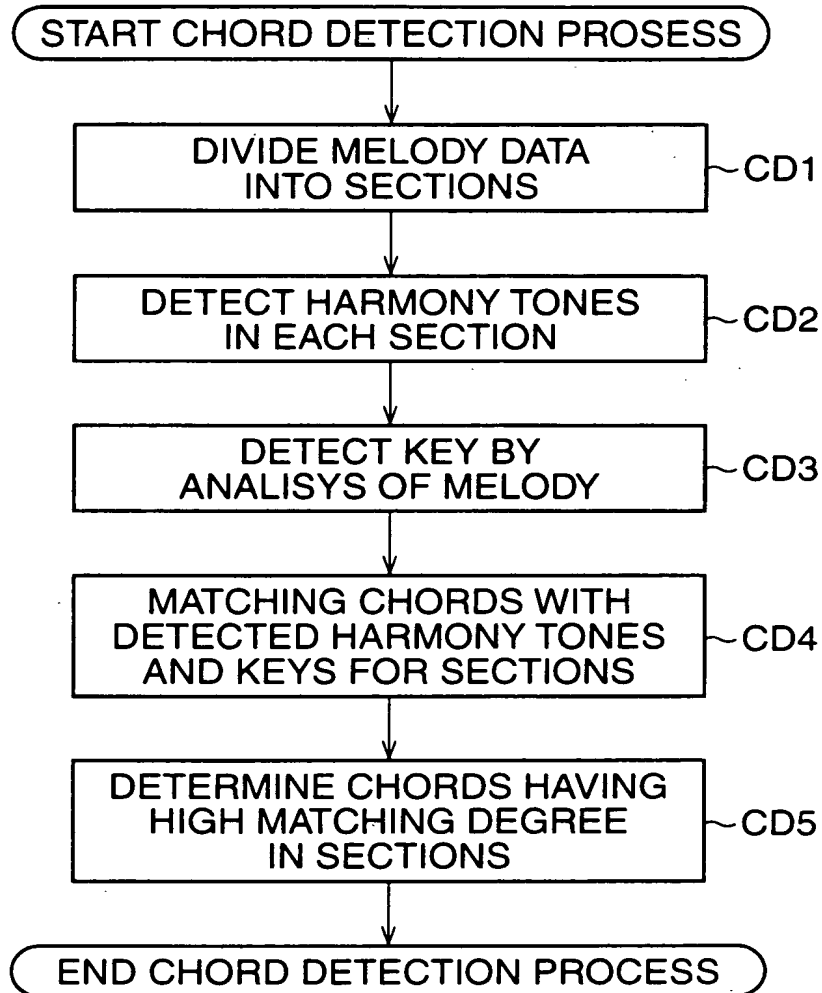 START CHORD DETECTION PROSESS
DIVIDE MELODY DATA
INTO SECTIONS
CD1
DETECT HARMONY TONES
IN EACH SECTION
CD2
DETECT KEY BY
ANALISYS OF MELODY
CD3
MATCHING CHORDS WITH
DETECTED HARMONY TONES
AND KEYS FOR SECTIONS
CD4
DETERMINE CHORDS HAVING
HIGH MATCHING DEGREE
IN SECTIONS
CD5
END CHORD DETECTION PROCESS